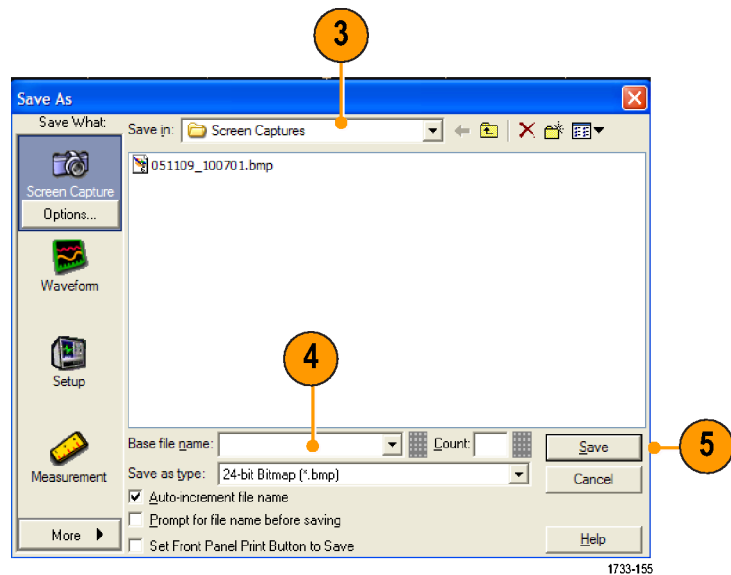 3
Save As
Save What:
Save in: Screen Captures
051109_100701.bmp
Screen Capture
Options...
Waveform
Setup
Measurement
More
4
Base file name:
Count:
Save
5
Save as type: 24-bit Bitmap (*.bmp)
Cancel
Auto-increment file name
Prompt for file name before saving
Set Front Panel Print Button to Save
Help
1733-155